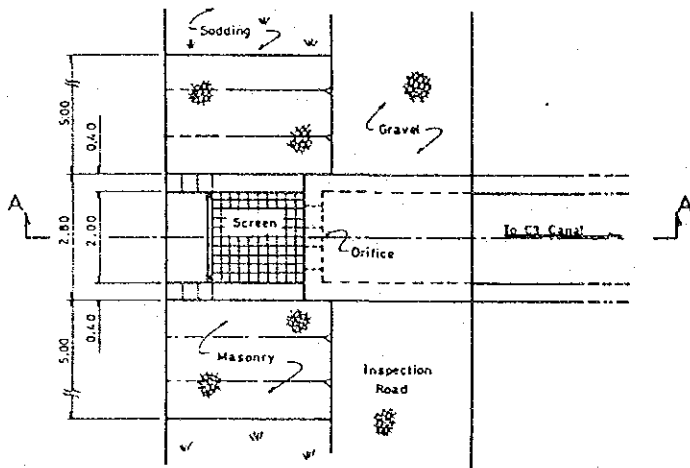 Sodding
5.00
0.40
Gravel
A
A
2.80
2.00
Screen
To C3 Canal
Orifice
0.40
5.00
Masonry
Inspection
Road